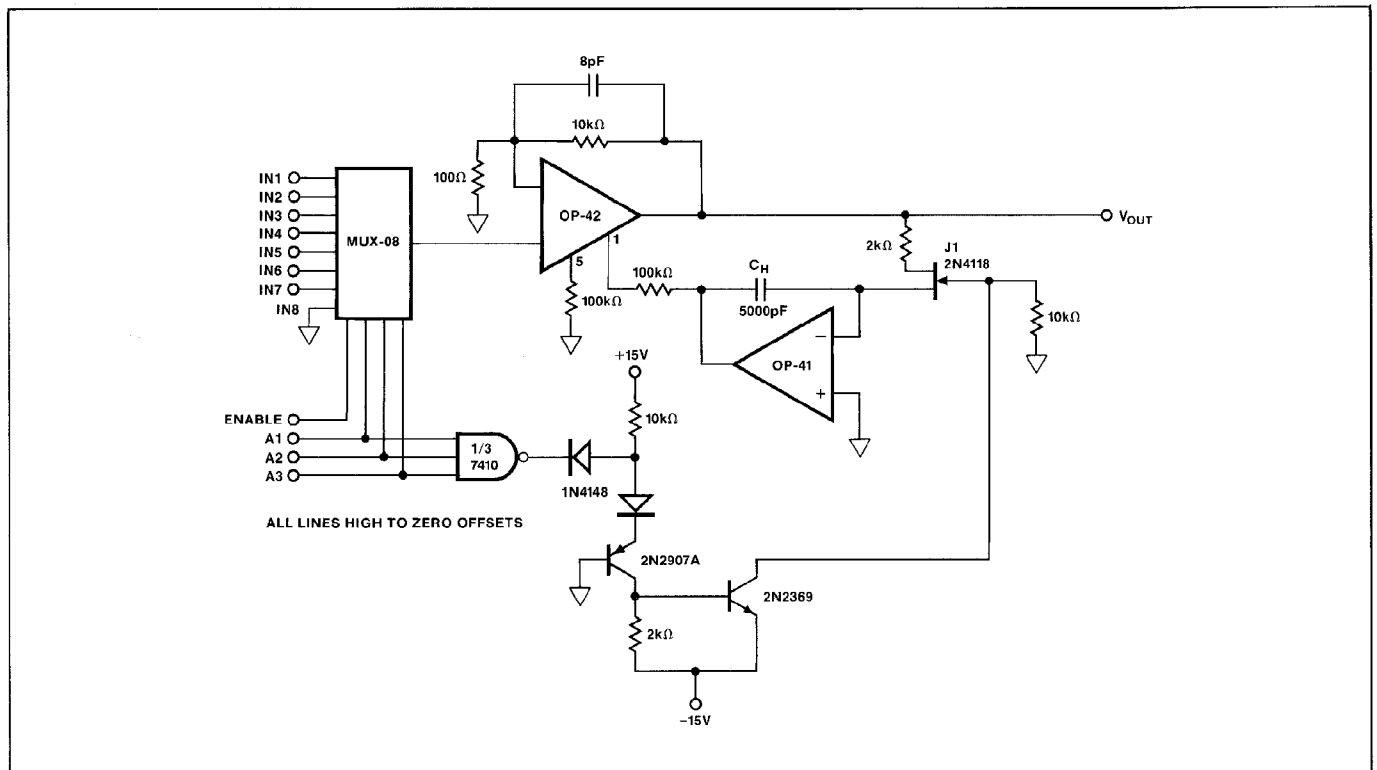 8pF
10kΩ
100Ω
IN1
IN2
IN3
IN4
IN5
IN6
IN7
IN8
MUX-08
OP-42
1
5
VOUT
2kΩ
J1
2N4118
100kΩ
CH
5000pF
100kΩ
10kΩ
OP-41
−
+
+15V
10kΩ
ENABLE
A1
A2
A3
1/3
7410
1N4148
ALL LINES HIGH TO ZERO OFFSETS
2N2907A
2N2369
2kΩ
−15V